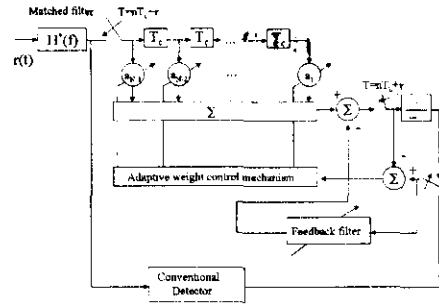 Matched filter
T=nTc+r
H*(f)
r(t)
Tc
Tc
...
Tc
aN-1
aN-2
...
a1
Σ
+
Σ
-
T=nTs+r
Adaptive weight control mechanism
-
+
Σ
Feedback filter
Conventional
Detector